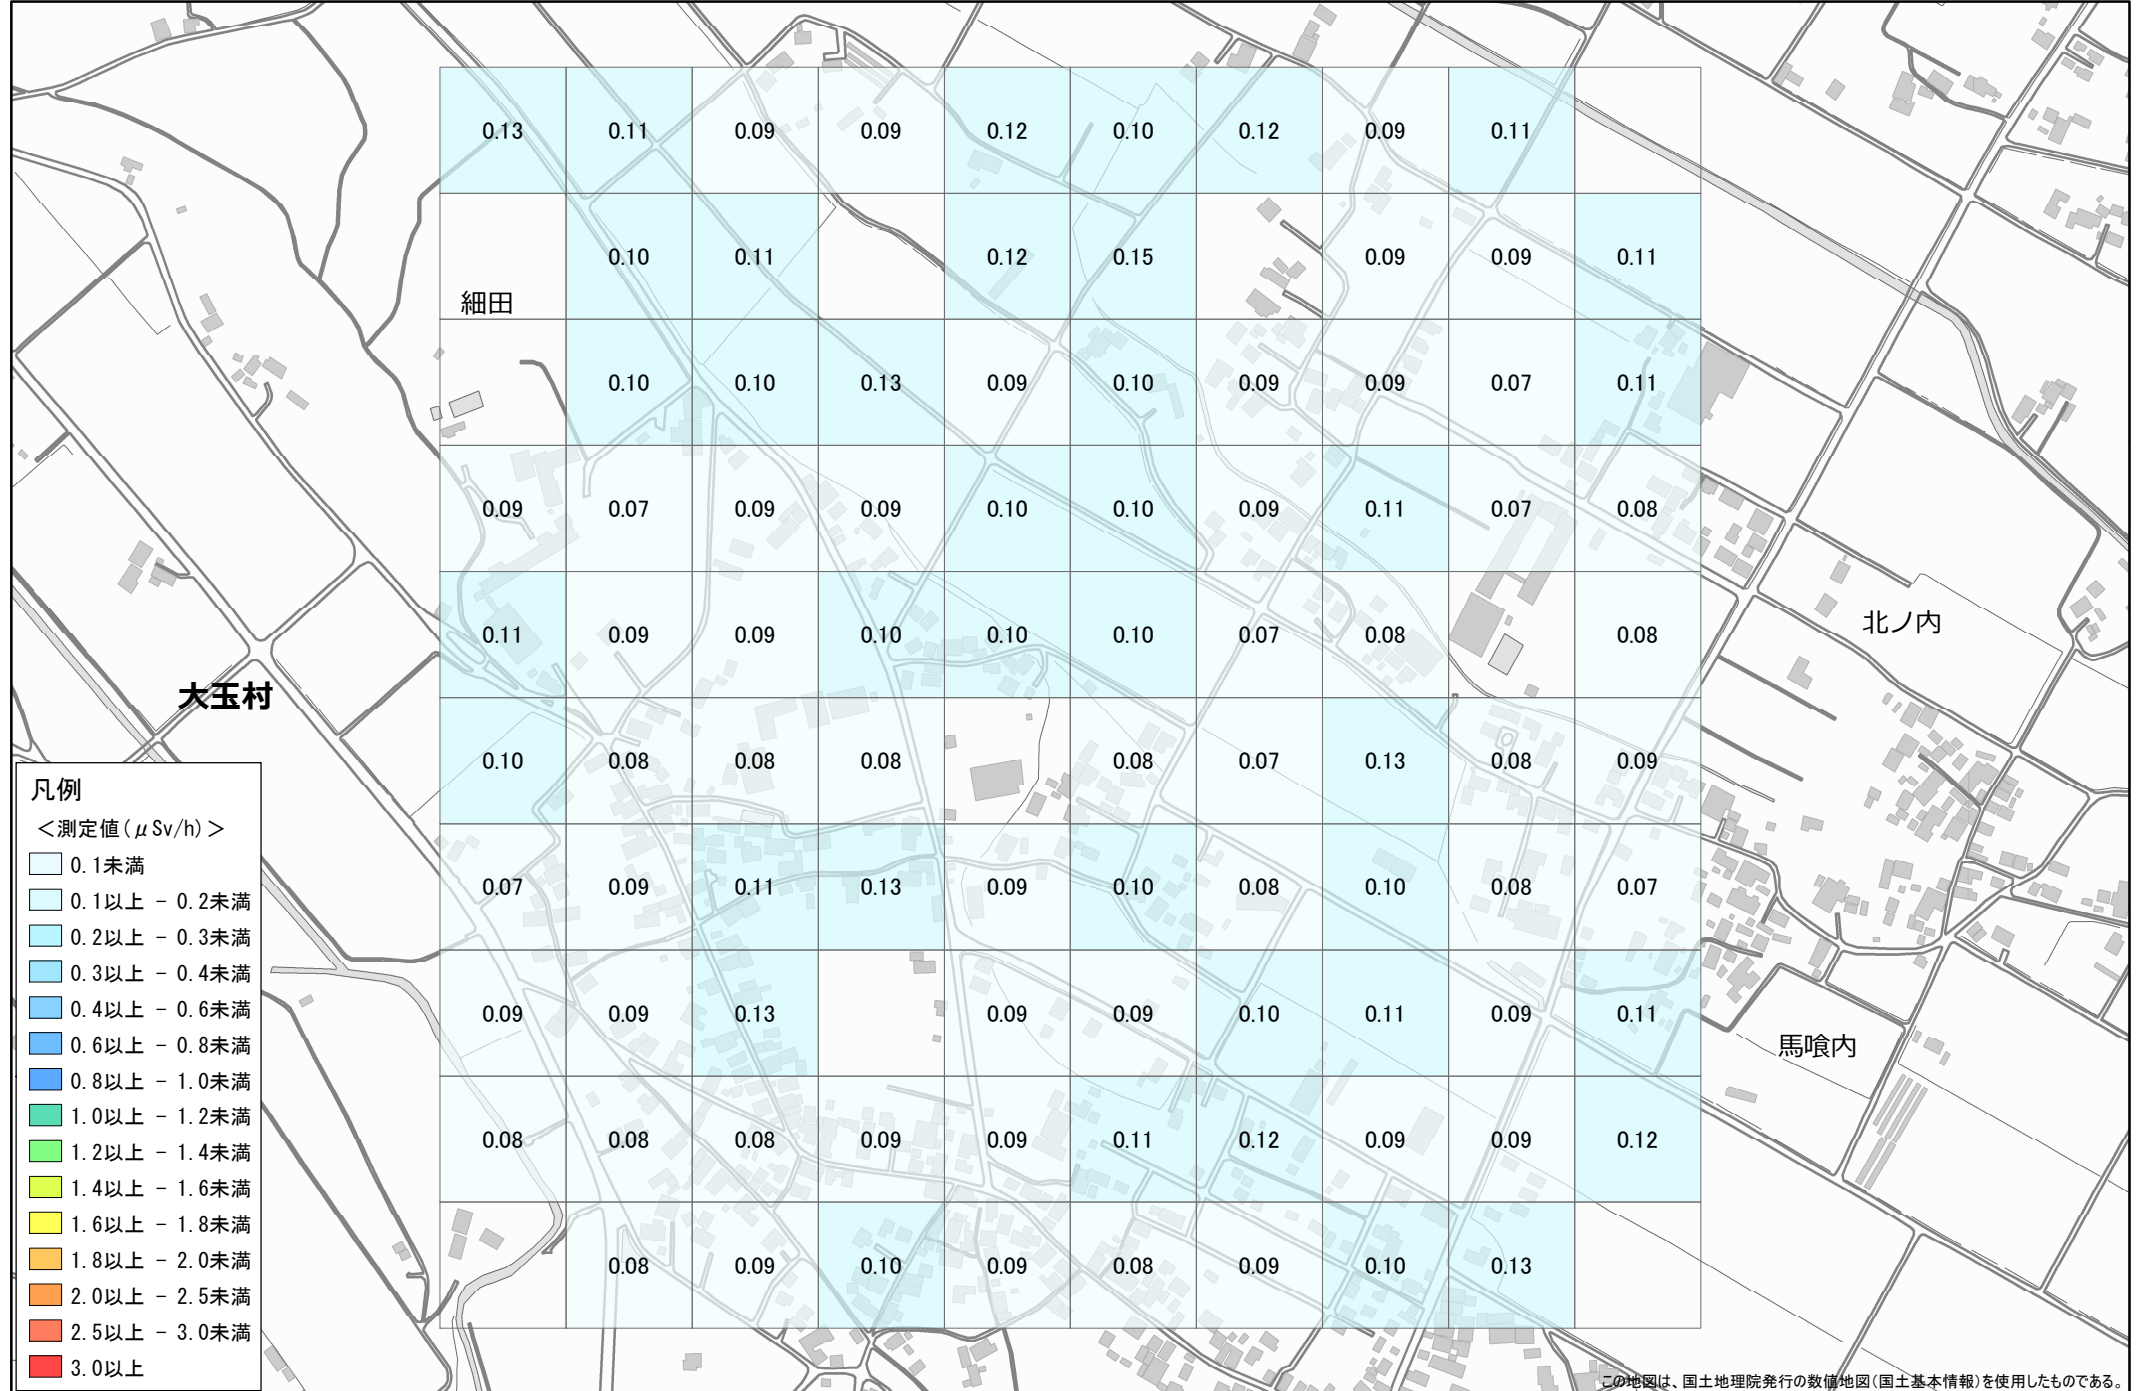 0.13 0.11 0.09 0.09 0.12 0.10 0.12 0.09 0.11
0.10 0.11 0.12 0.15 0.09 0.09 0.11
細田
0.10 0.10 0.13 0.09 0.10 0.09 0.09 0.07 0.11
0.09 0.07 0.09 0.09 0.10 0.10 0.09 0.11 0.07 0.08
0.11 0.09 0.09 0.10 0.10 0.10 0.07 0.08 0.08
北ノ内
大玉村
0.10 0.08 0.08 0.08 0.08 0.07 0.13 0.08 0.09
0.07 0.09 0.11 0.13 0.09 0.10 0.08 0.10 0.08 0.07
0.09 0.09 0.13 0.09 0.09 0.10 0.11 0.09 0.11
馬喰内
0.08 0.08 0.08 0.09 0.09 0.11 0.12 0.09 0.09 0.12
0.08 0.09 0.10 0.09 0.08 0.09 0.10 0.13
凡例
＜測定値(μSv/h)＞
0.1未満
0.1以上 - 0.2未満
0.2以上 - 0.3未満
0.3以上 - 0.4未満
0.4以上 - 0.6未満
0.6以上 - 0.8未満
0.8以上 - 1.0未満
1.0以上 - 1.2未満
1.2以上 - 1.4未満
1.4以上 - 1.6未満
1.6以上 - 1.8未満
1.8以上 - 2.0未満
2.0以上 - 2.5未満
2.5以上 - 3.0未満
3.0以上
この地図は、国土地理院発行の数値地図(国土基本情報)を使用したものである。